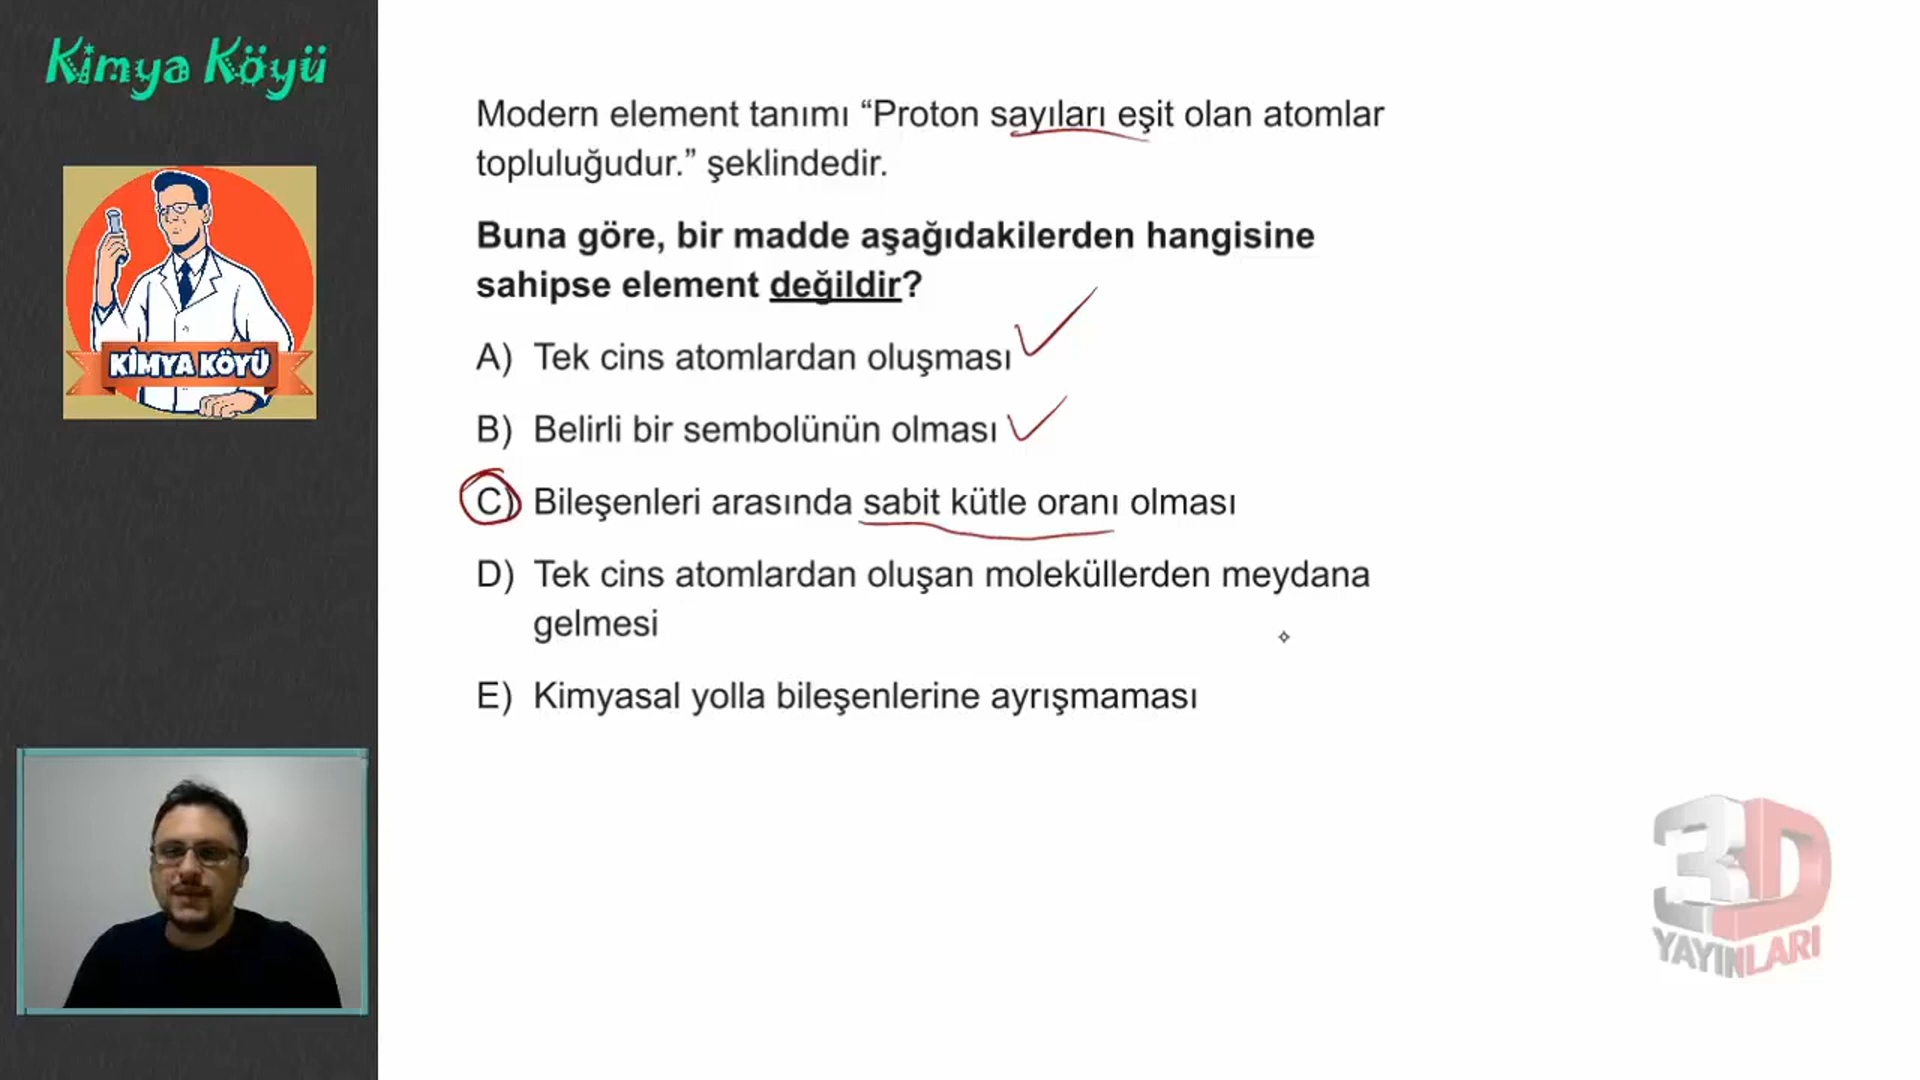 Kimya Köyü
KİMYA KÖYÜ
Modern element tanımı “Proton sayıları eşit olan atomlar
topluluğudur.” şeklindedir.
Buna göre, bir madde aşağıdakilerden hangisine
sahipse element değildir?
A) Tek cins atomlardan oluşması
B) Belirli bir sembolünün olması
C) Bileşenleri arasında sabit kütle oranı olması
D) Tek cins atomlardan oluşan moleküllerden meydana
gelmesi
E) Kimyasal yolla bileşenlerine ayrışmaması
3D
YAYINLARI